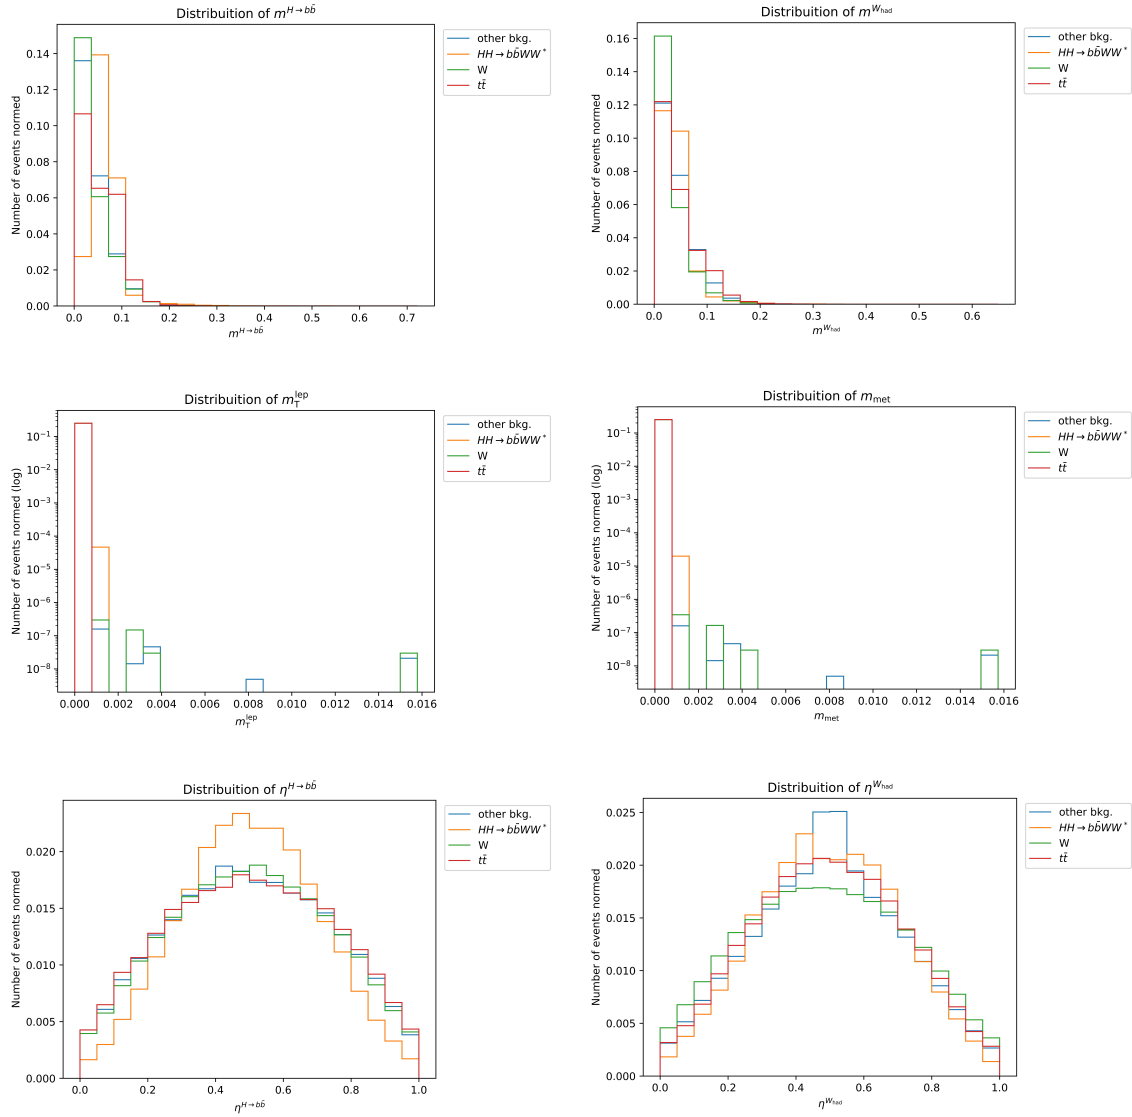 Distribuition of m^{H→bb̄}
Number of events normed
0.14
0.12
0.10
0.08
0.06
0.04
0.02
0.00
0.0 0.1 0.2 0.3 0.4 0.5 0.6 0.7
m^{H→bb̄}
other bkg.
HH→bb̄WW*
W
tt̄
Distribuition of m^{W_had}
Number of events normed
0.16
0.14
0.12
0.10
0.08
0.06
0.04
0.02
0.00
0.0 0.1 0.2 0.3 0.4 0.5 0.6
m^{W_had}
other bkg.
HH→bb̄WW*
W
tt̄
Distribuition of m_T^lep
Number of events normed (log)
10⁻¹
10⁻²
10⁻³
10⁻⁴
10⁻⁵
10⁻⁶
10⁻⁷
10⁻⁸
0.000 0.002 0.004 0.006 0.008 0.010 0.012 0.014 0.016
m_T^lep
other bkg.
HH→bb̄WW*
W
tt̄
Distribuition of m_met
Number of events normed (log)
10⁻¹
10⁻²
10⁻³
10⁻⁴
10⁻⁵
10⁻⁶
10⁻⁷
10⁻⁸
0.000 0.002 0.004 0.006 0.008 0.010 0.012 0.014 0.016
m_met
other bkg.
HH→bb̄WW*
W
tt̄
Distribuition of η^{H→bb̄}
Number of events normed
0.020
0.015
0.010
0.005
0.000
0.0 0.2 0.4 0.6 0.8 1.0
η^{H→bb̄}
other bkg.
HH→bb̄WW*
W
tt̄
Distribuition of η^{W_had}
Number of events normed
0.025
0.020
0.015
0.010
0.005
0.000
0.0 0.2 0.4 0.6 0.8 1.0
η^{W_had}
other bkg.
HH→bb̄WW*
W
tt̄